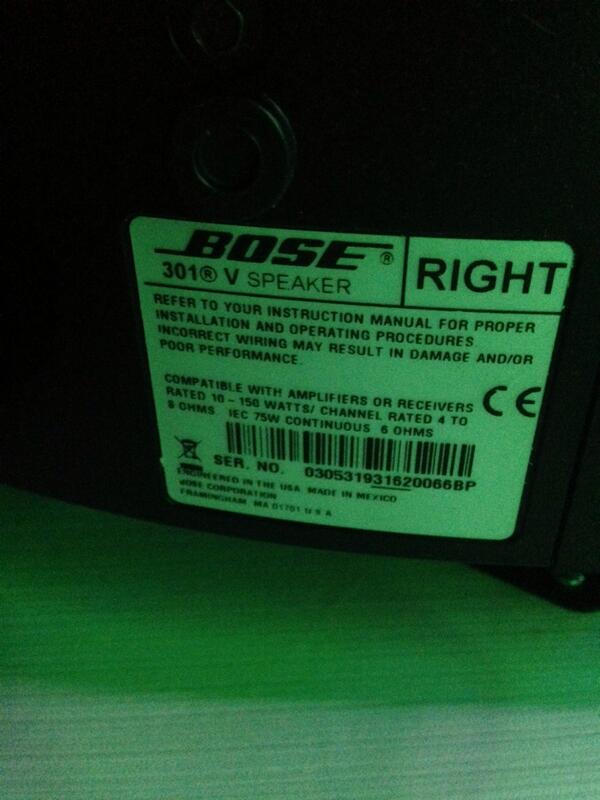 BOSE®
301® V SPEAKER
RIGHT
REFER TO YOUR INSTRUCTION MANUAL FOR PROPER
INSTALLATION AND OPERATING PROCEDURES.
INCORRECT WIRING MAY RESULT IN DAMAGE AND/OR
POOR PERFORMANCE.
COMPATIBLE WITH AMPLIFIERS OR RECEIVERS
RATED 10 - 150 WATTS/ CHANNEL RATED 4 TO
8 OHMS IEC 75W CONTINUOUS 6 OHMS
CE
SER. NO. 030531931620066BP
ENGINEERED IN THE USA MADE IN MEXICO
BOSE CORPORATION
FRAMINGHAM, MA 01701 U S A